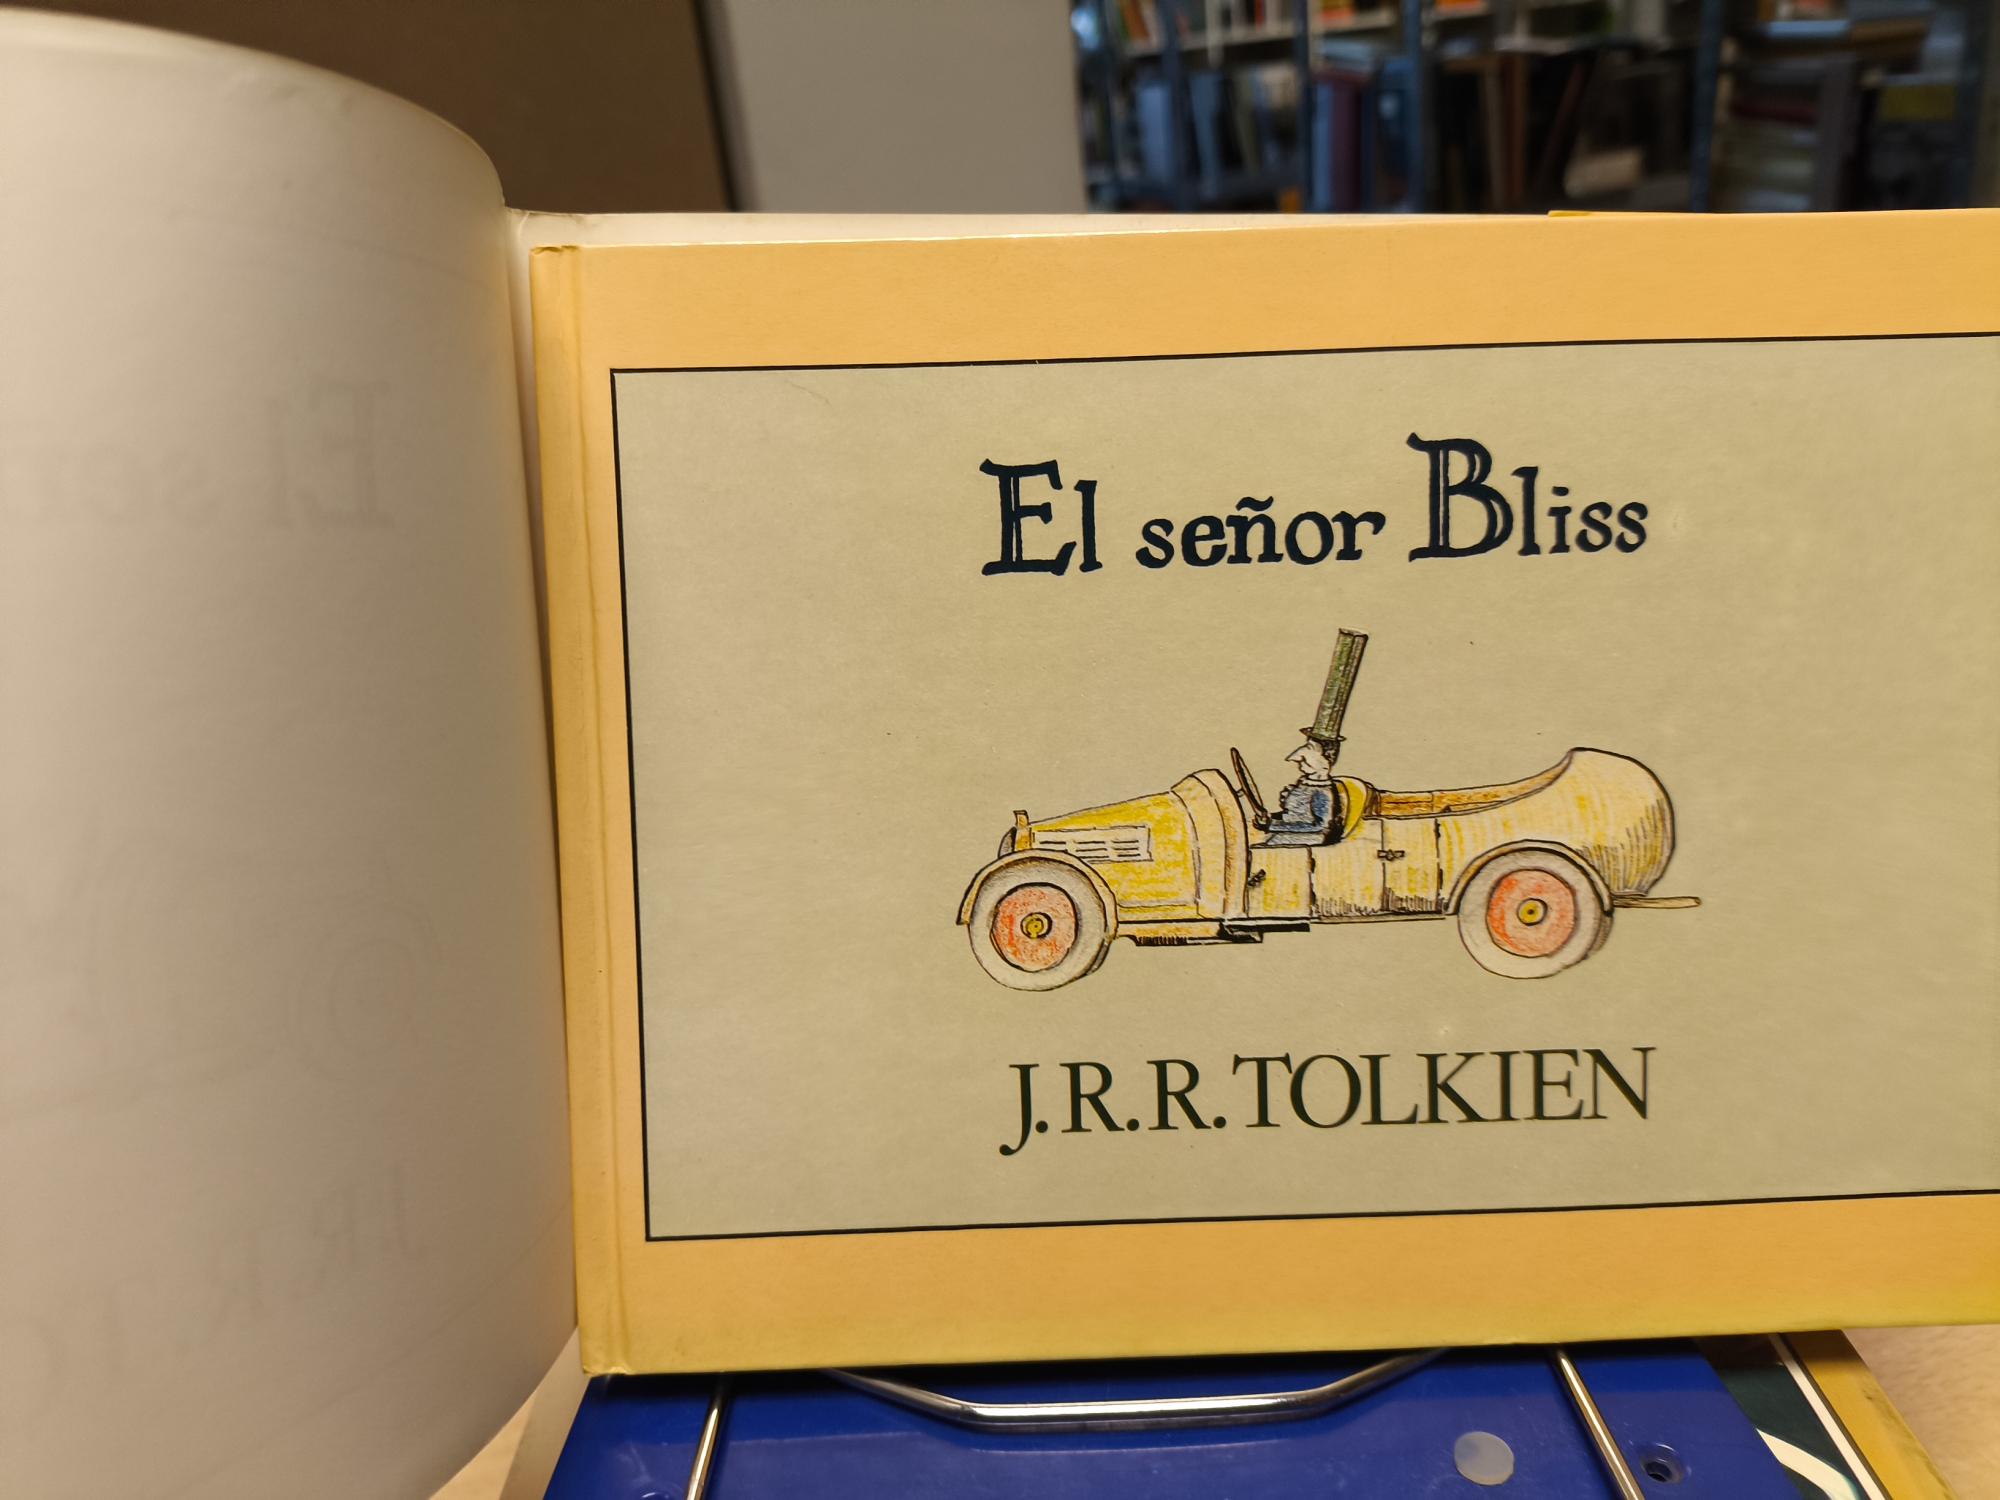 El señor Bliss
J.R.R. TOLKIEN